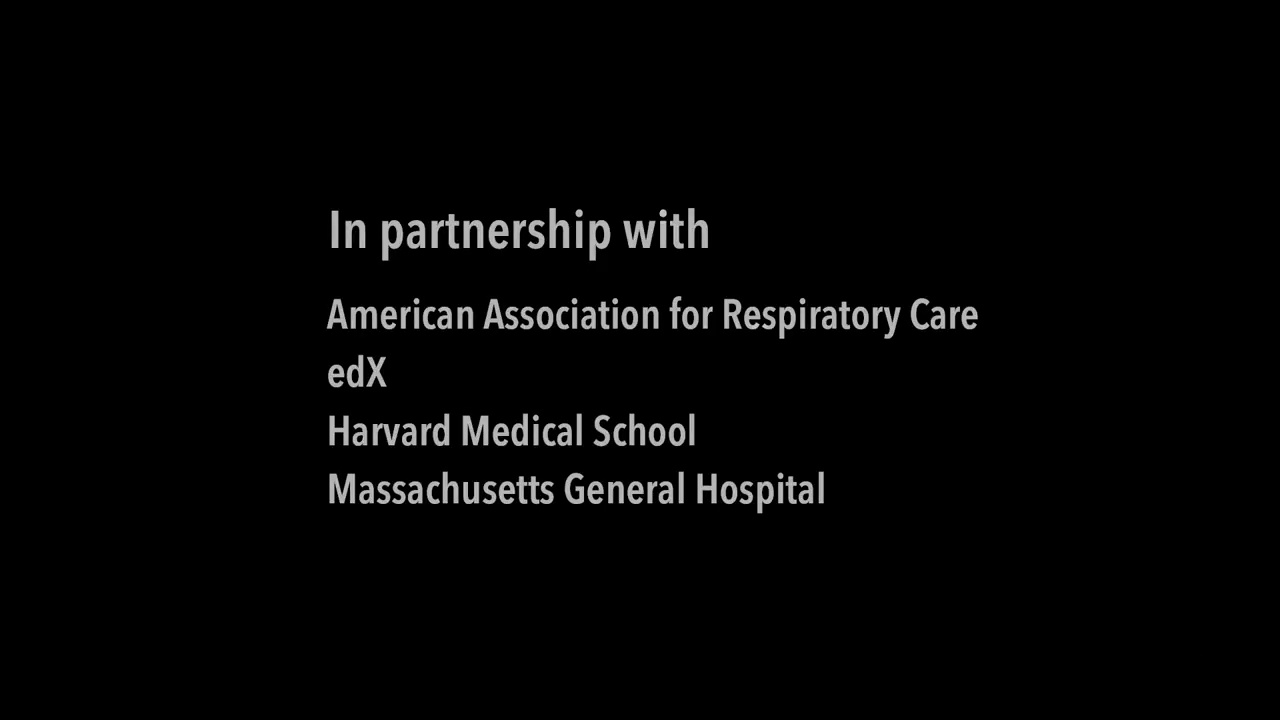 In partnership with
American Association for Respiratory Care
edX
Harvard Medical School
Massachusetts General Hospital